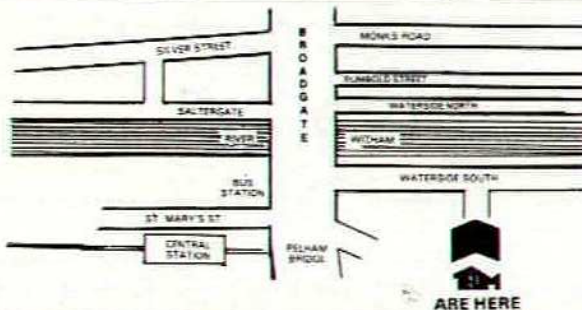 SILVER STREET
BROADGATE
MONKS ROAD
RUMBOLD STREET
SALTERGATE
WATERSIDE NORTH
RIVER
WITHAM
BUS
STATION
WATERSIDE SOUTH
ST. MARY'S ST.
CENTRAL
STATION
PELHAM
BRIDGE
ARE HERE